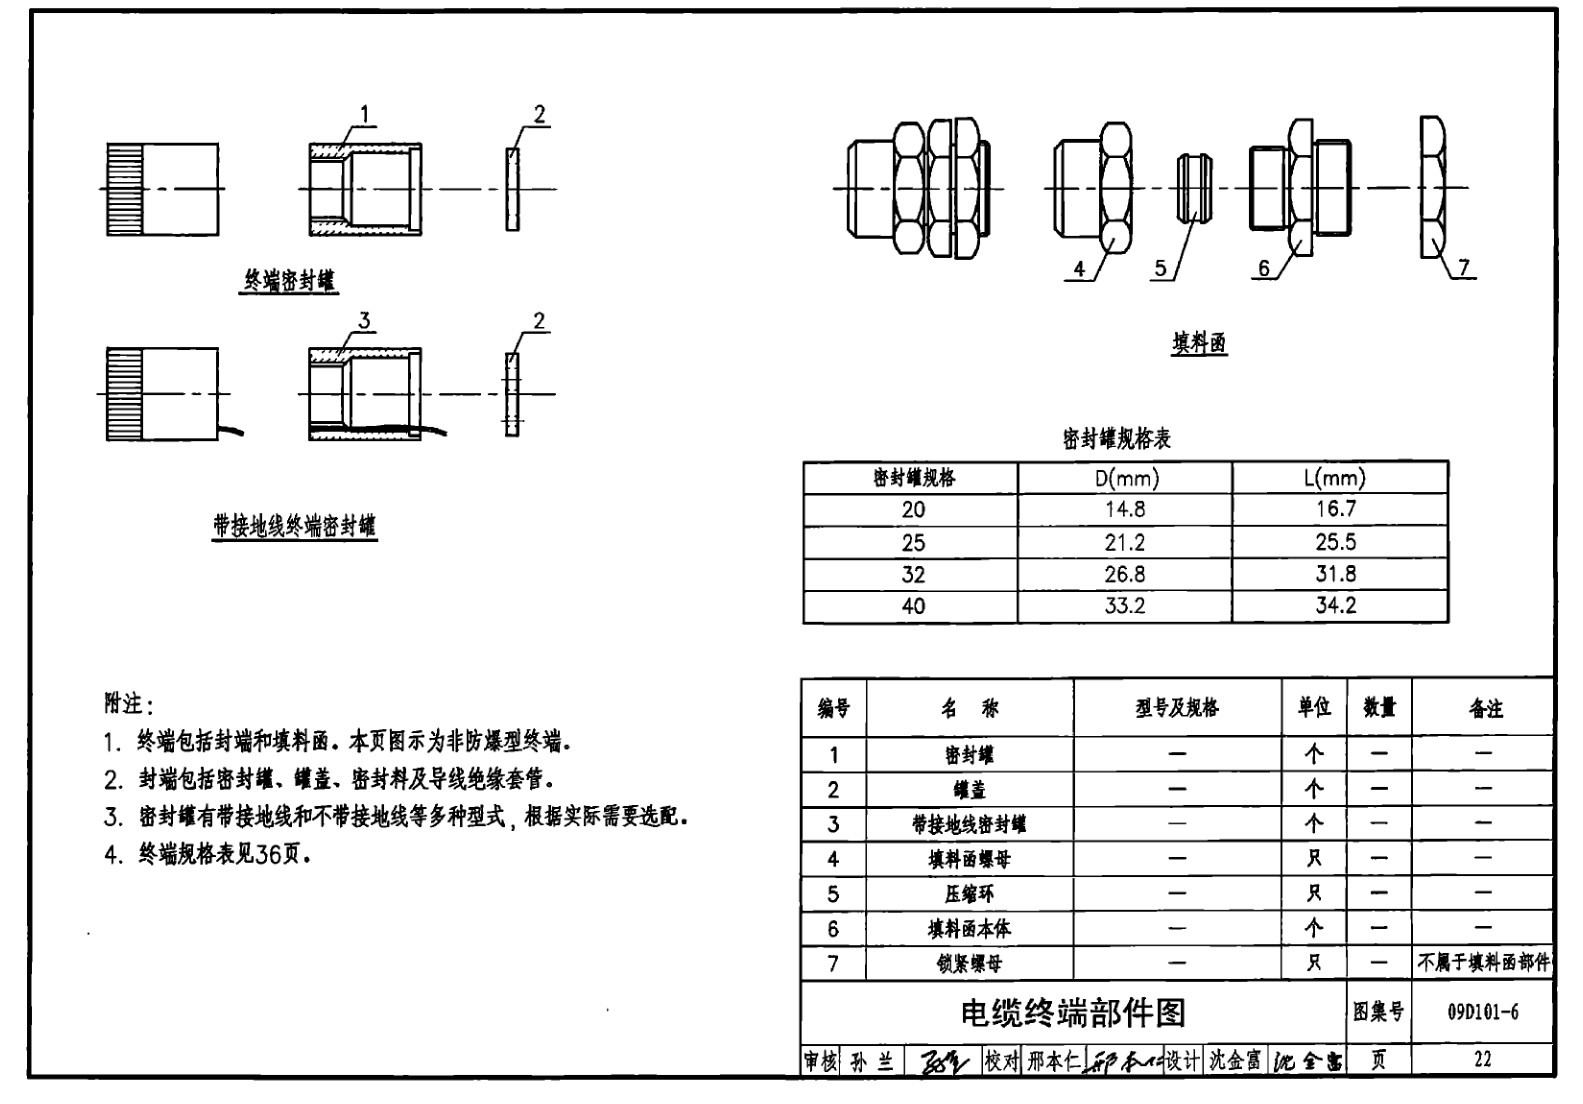 1
2
终端密封罐
3
2
带接地线终端密封罐
4
5
6
7
填料函
密封罐规格表
密封罐规格 D(mm) L(mm)
20 14.8 16.7
25 21.2 25.5
32 26.8 31.8
40 33.2 34.2
附注：
1. 终端包括封端和填料函。本页图示为非防爆型终端。
2. 封端包括密封罐、罐盖、密封料及导线绝缘套管。
3. 密封罐有带接地线和不带接地线等多种型式，根据实际需要选配。
4. 终端规格表见36页。
编号 名 称 型号及规格 单位 数量 备注
1 密封罐 — 个 — —
2 罐盖 — 个 — —
3 带接地线密封罐 — 个 — —
4 填料函螺母 — 只 — —
5 压缩环 — 只 — —
6 填料函本体 — 个 — —
7 锁紧螺母 — 只 — 不属于填料函部件
电缆终端部件图 图集号 09D101-6
审核 孙 兰 校对 邢本仁 邢本仁 设计 沈金富 沈金富 页 22